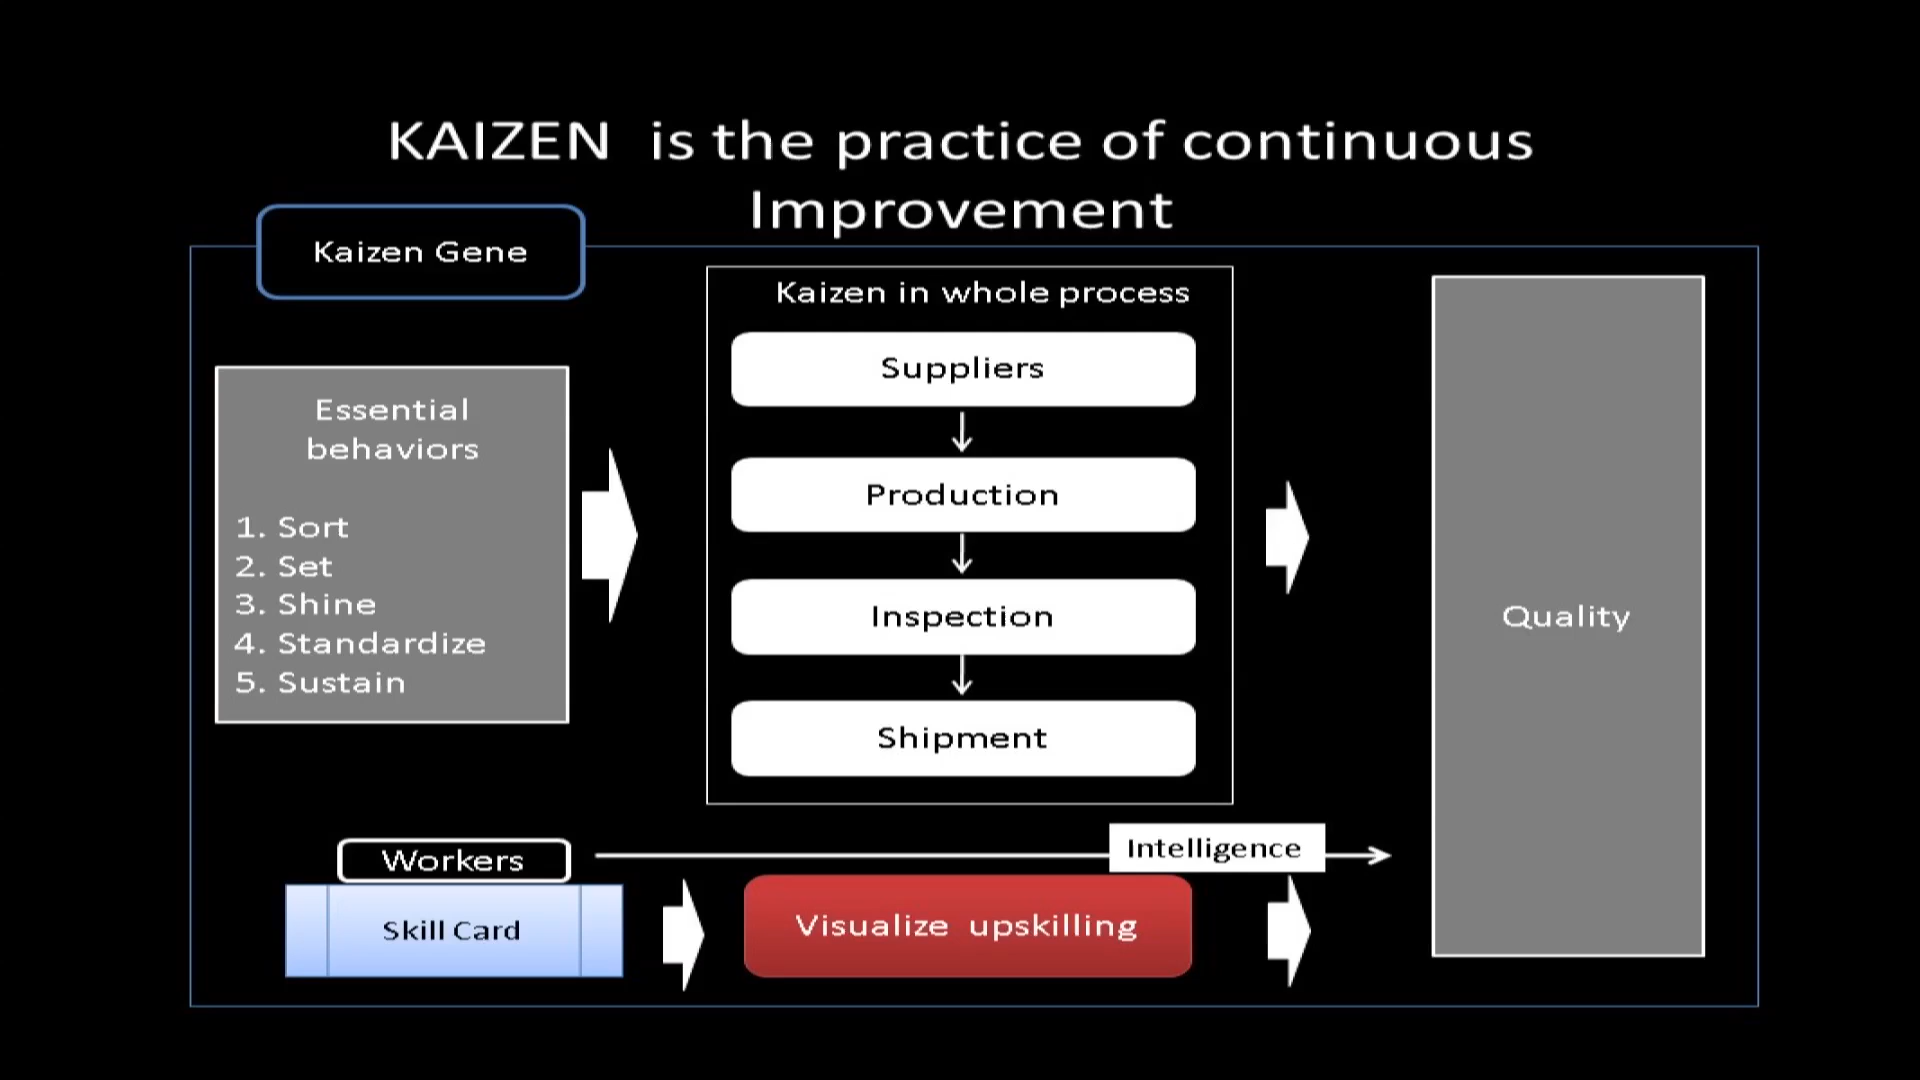 KAIZEN is the practice of continuous
Improvement
Kaizen Gene
Essential
behaviors
1. Sort
2. Set
3. Shine
4. Standardize
5. Sustain
Kaizen in whole process
Suppliers
Production
Inspection
Shipment
Quality
Workers
Intelligence
Skill Card
Visualize upskilling